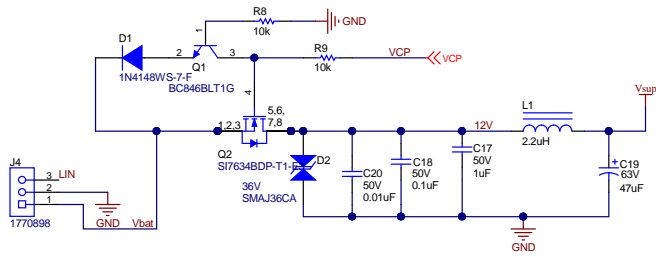 R8
10k
GND
1
D1
1N4148WS-7-F
2
Q1
3
BC846BLT1G
R9
10k
VCP
VCP
4
1,2,3
5,6,
7,8
Q2
SI7634BDP-T1-E
12V
L1
2.2uH
Vsup
D2
36V
SMAJ36CA
C20
50V
0.01uF
C18
50V
0.1uF
C17
50V
1uF
+
C19
63V
47uF
J4
3
LIN
2
1
1770898
GND
Vbat
GND